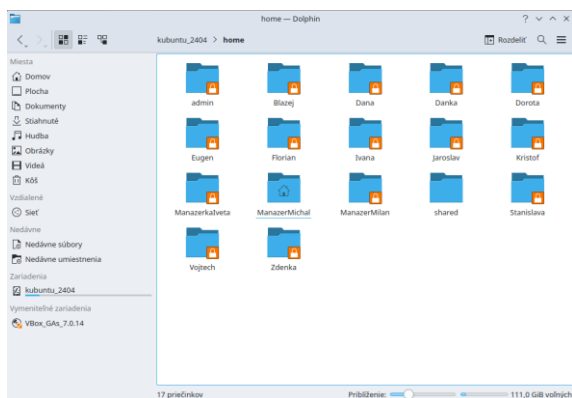 home — Dolphin
kubuntu_2404 > home
Rozdeliť
Miesta
Domov
Plocha
Dokumenty
Stiahnuté
Hudba
Obrázky
Videá
Kôš
Vzdialené
Sieť
Nedávne
Nedávne súbory
Nedávne umiestnenia
Zariadenia
kubuntu_2404
Vymeniteľné zariadenia
VBox_GAs_7.0.14
admin Blazej Dana Danka Dorota
Eugen Florian Ivana Jaroslav Kristof
ManazerkaIveta ManazerMichal ManazerMilan shared Stanislava
Vojtech Zdenka
17 priečinkov Priblíženie: 111,0 GiB voľných